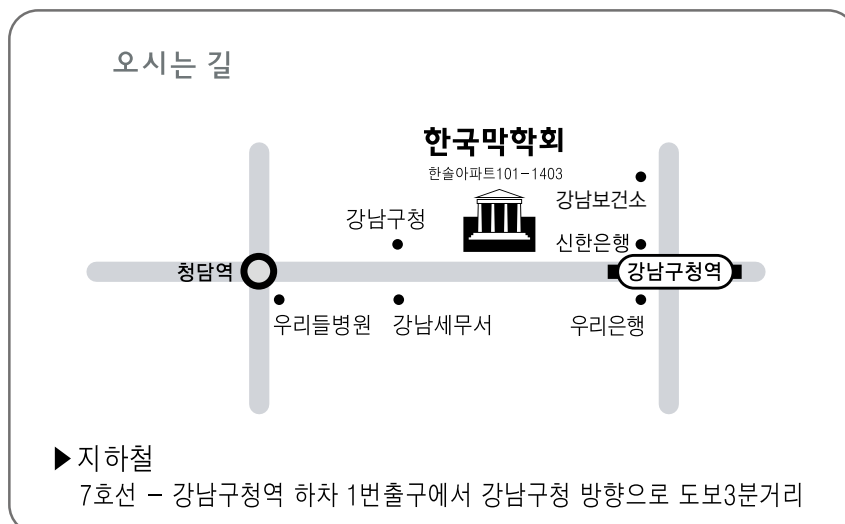 오시는 길
한국막학회
한솔아파트101-1403
강남보건소
강남구청
신한은행
청담역
강남구청역
우리들병원
강남세무서
우리은행
▶지하철
7호선 - 강남구청역 하차 1번출구에서 강남구청 방향으로 도보3분거리